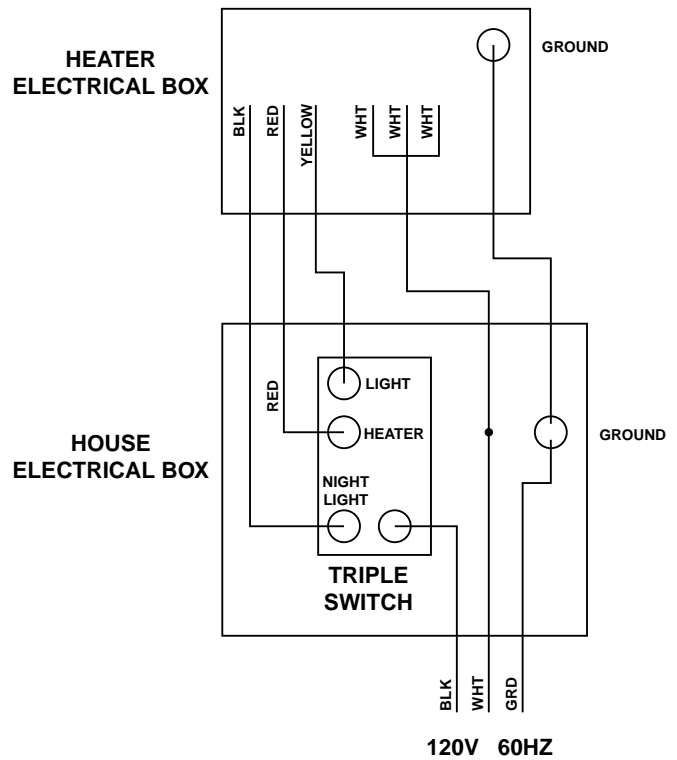 HEATER
ELECTRICAL BOX
GROUND
BLK
RED
YELLOW
WHT
WHT
WHT
RED
LIGHT
HEATER
NIGHT
LIGHT
TRIPLE
SWITCH
HOUSE
ELECTRICAL BOX
GROUND
BLK
WHT
GRD
120V 60HZ